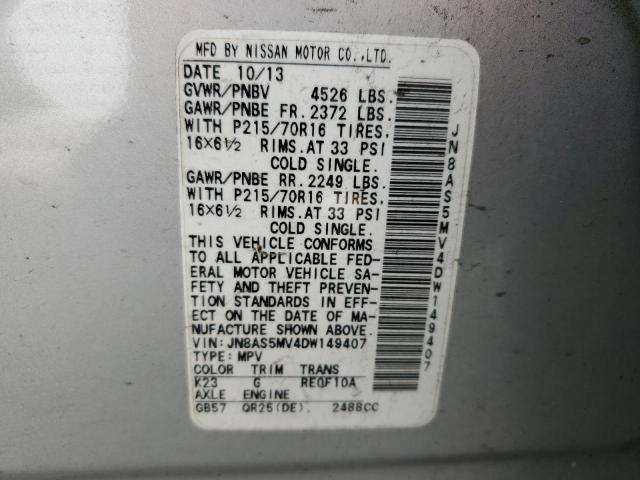 MFD BY NISSAN MOTOR CO.,LTD.
DATE 10/13
GVWR/PNBV 4526 LBS.
GAWR/PNBE FR. 2372 LBS.
WITH P215/70R16 TIRES,
16X6½ RIMS. AT 33 PSI
COLD SINGLE.
GAWR/PNBE RR. 2249 LBS.
WITH P215/70R16 TIRES,
16X6½ RIMS. AT 33 PSI
COLD SINGLE.
THIS VEHICLE CONFORMS
TO ALL APPLICABLE FED-
ERAL MOTOR VEHICLE SA-
FETY AND THEFT PREVEN-
TION STANDARDS IN EFF-
ECT ON THE DATE OF MA-
NUFACTURE SHOWN ABOVE.
VIN: JN8AS5MV4DW149407
TYPE: MPV
COLOR TRIM TRANS
K23 G RE0F10A
AXLE ENGINE
GB57 QR25(DE). 2488CC
JN8AS5MV4DW149407